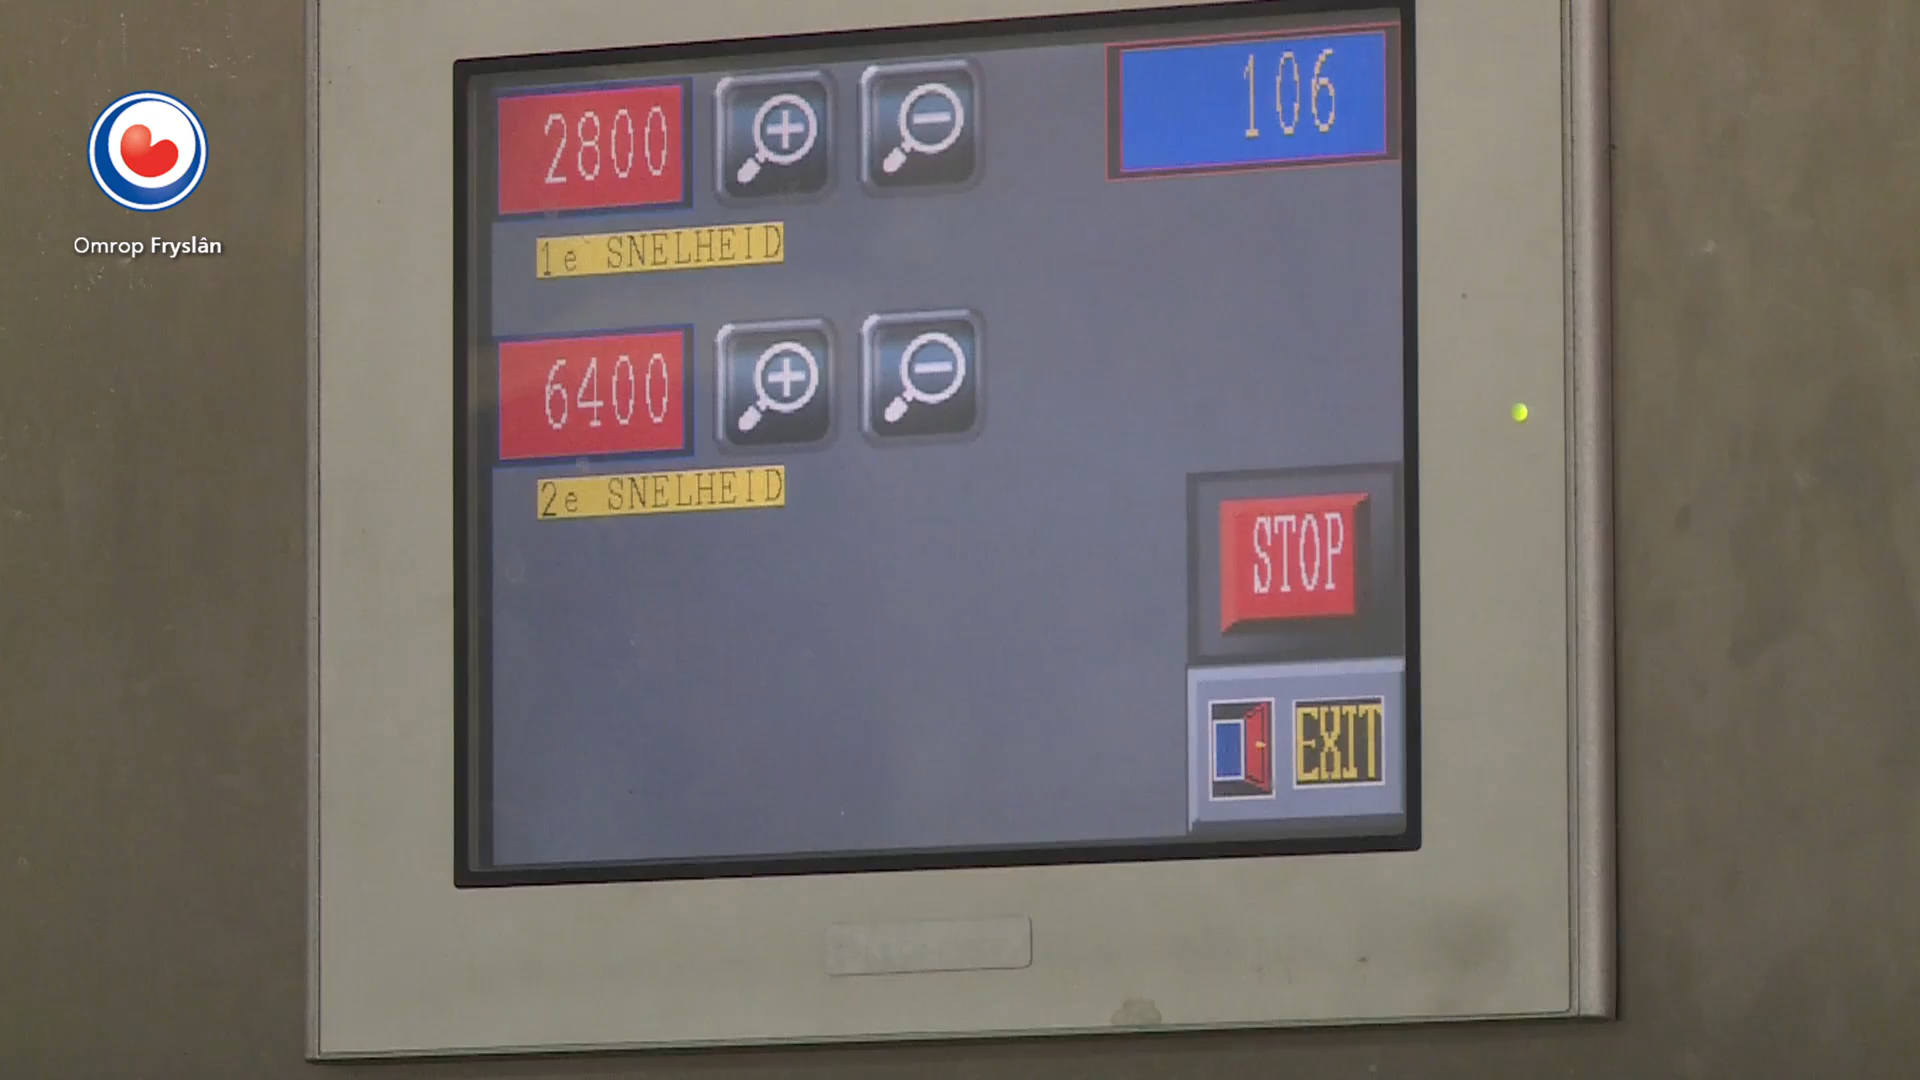 2800
106
1e SNELHEID
6400
2e SNELHEID
STOP
EXIT
Omrop Fryslân